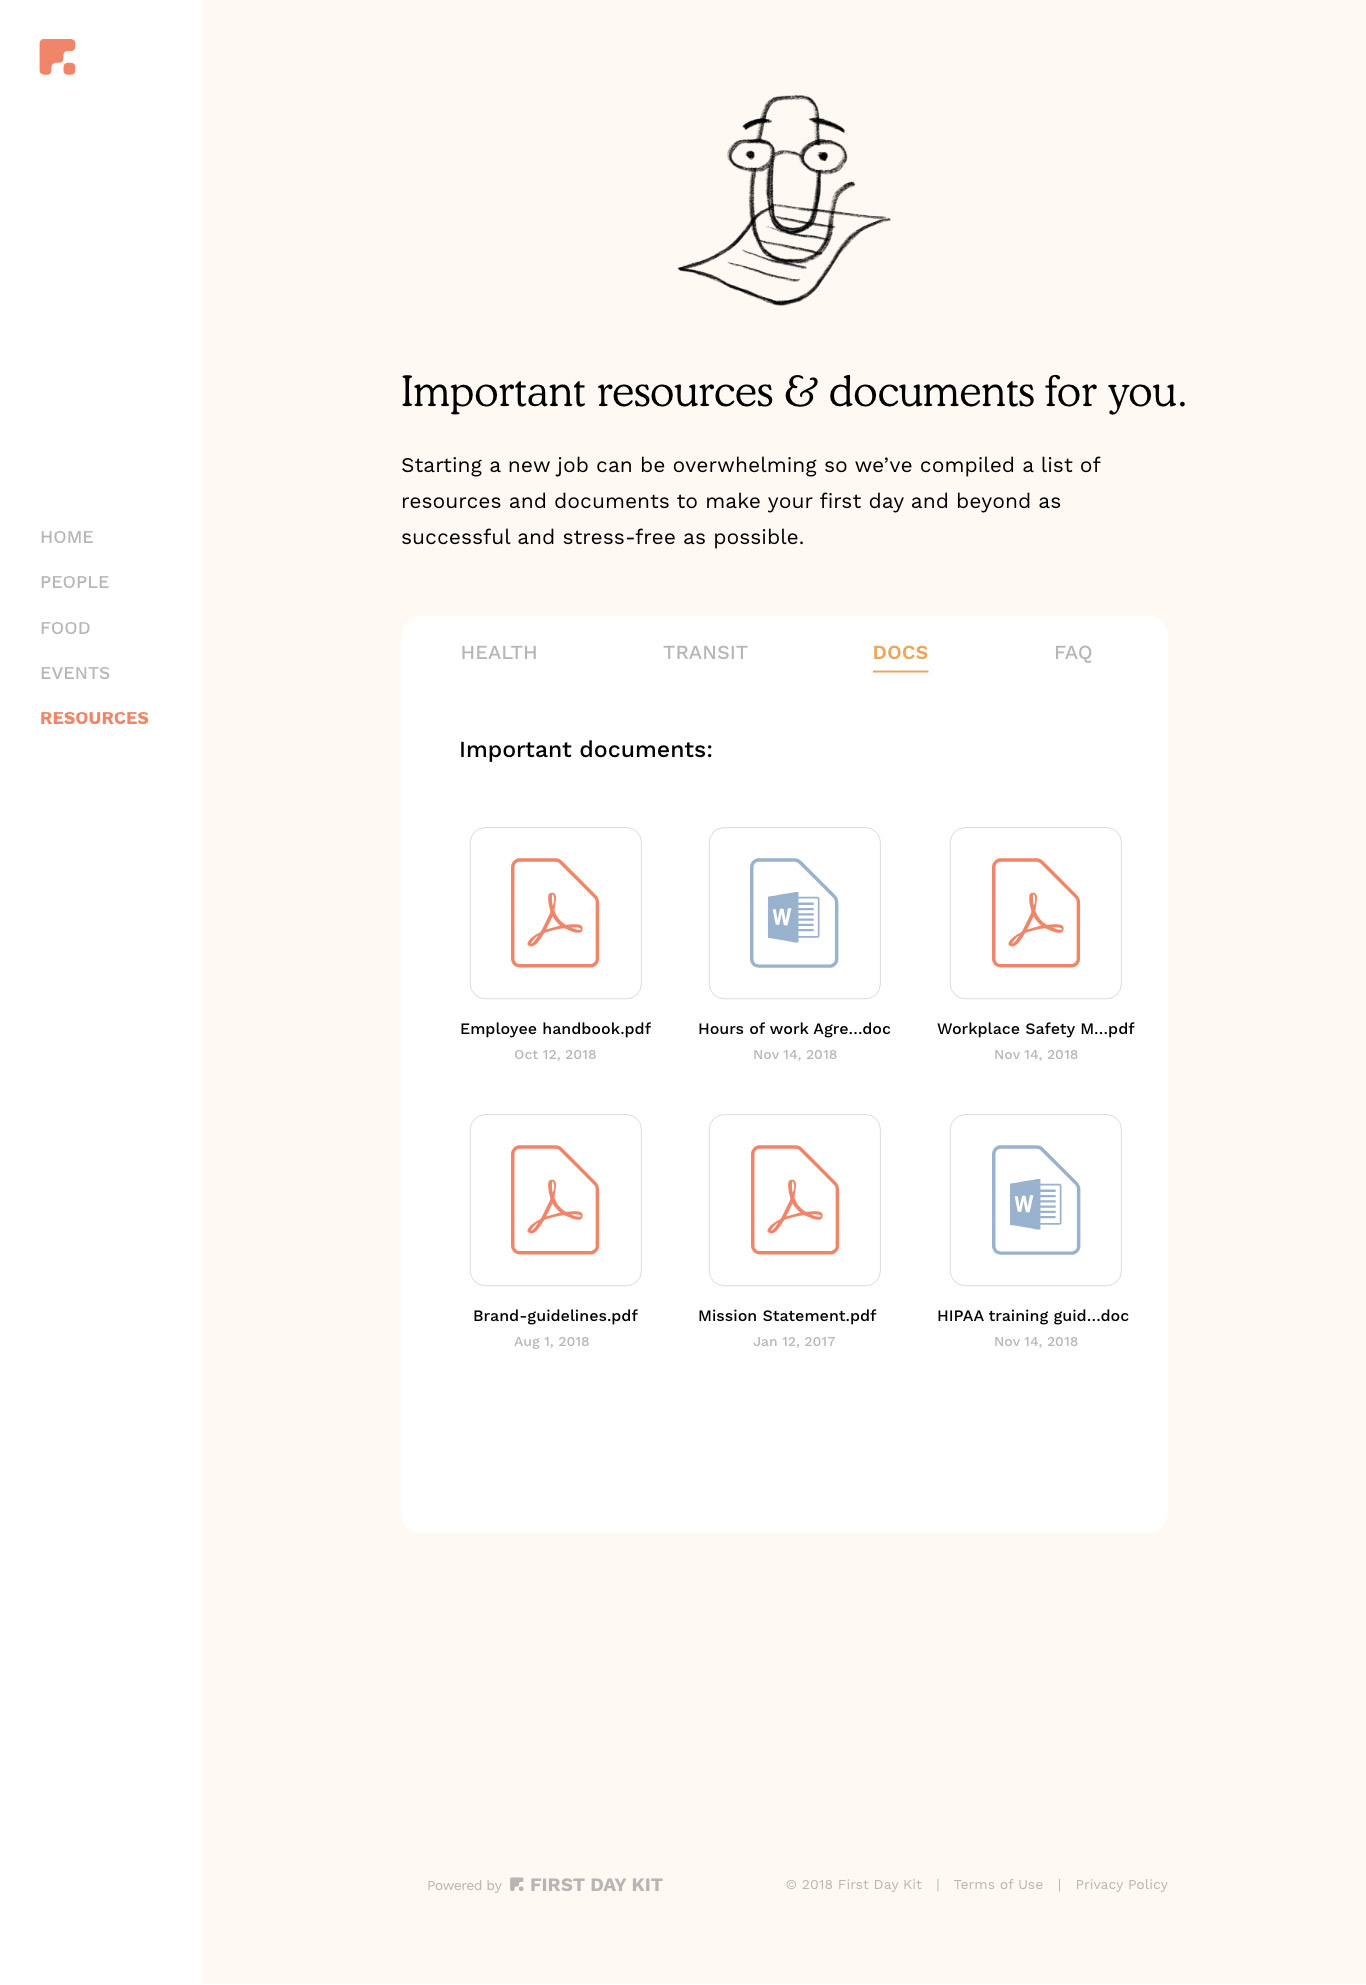 HOME
PEOPLE
FOOD
EVENTS
RESOURCES
Important resources & documents for you.
Starting a new job can be overwhelming so we’ve compiled a list of
resources and documents to make your first day and beyond as
successful and stress-free as possible.
HEALTH TRANSIT DOCS FAQ
Important documents:
W
Employee handbook.pdf Hours of work Agre...doc Workplace Safety M...pdf
Oct 12, 2018 Nov 14, 2018 Nov 14, 2018
W
Brand-guidelines.pdf Mission Statement.pdf HIPAA training guid...doc
Aug 1, 2018 Jan 12, 2017 Nov 14, 2018
Powered by FIRST DAY KIT © 2018 First Day Kit | Terms of Use | Privacy Policy